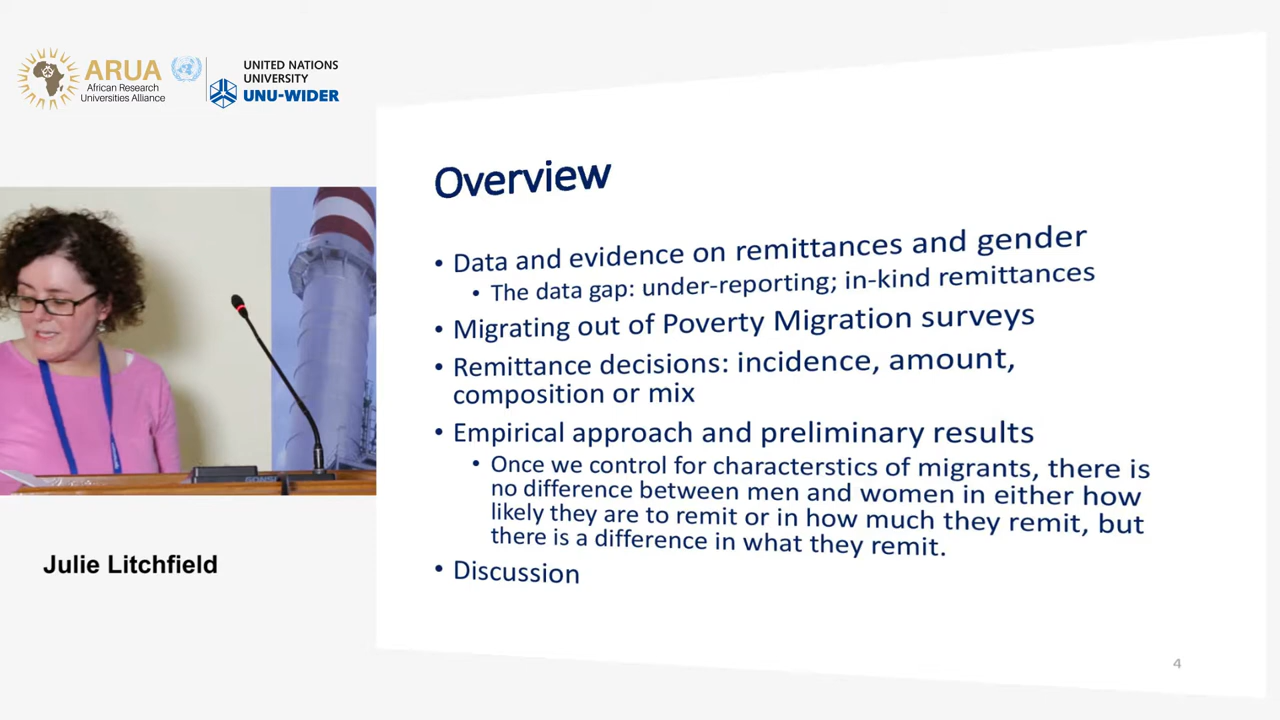 ARUA
African Research
Universities Alliance
UNITED NATIONS
UNIVERSITY
UNU-WIDER
Overview
• Data and evidence on remittances and gender
• The data gap: under-reporting; in-kind remittances
• Migrating out of Poverty Migration surveys
• Remittance decisions: incidence, amount,
composition or mix
• Empirical approach and preliminary results
• Once we control for characterstics of migrants, there is
no difference between men and women in either how
likely they are to remit or in how much they remit, but
there is a difference in what they remit.
• Discussion
GONSI
Julie Litchfield
4